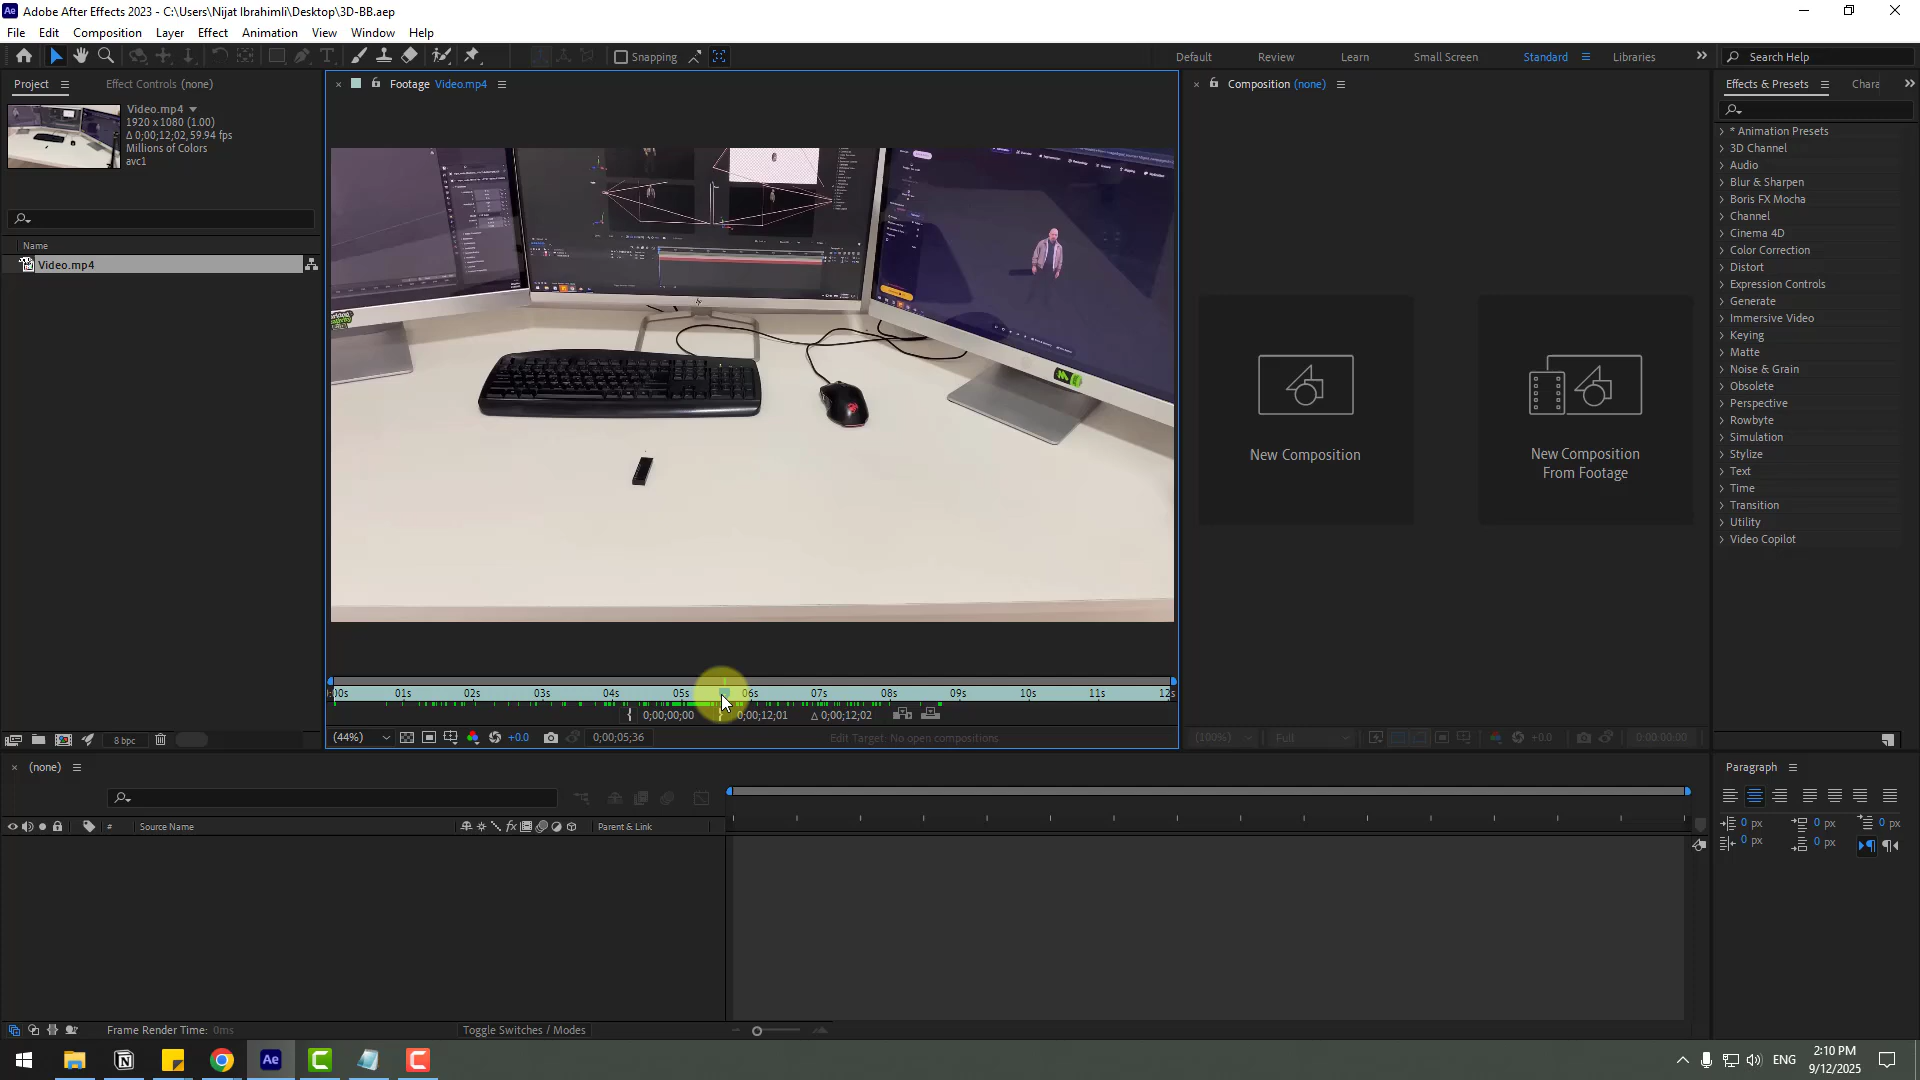 Adobe After Effects 2023 - C:\Users\Nijat Ibrahimli\Desktop\3D-BB.aep
File Edit Composition Layer Effect Animation View Window Help
Snapping
Default Review Learn Small Screen Standard Libraries
Search Help
Project Effect Controls (none)
Footage Video.mp4
Composition (none)
Effects & Presets Chara
Video.mp4
1920 x 1080 (1.00)
Δ 0;00;12;02, 59.94 fps
Millions of Colors
avc1
Name
Video.mp4
8 bpc
New Composition
New Composition
From Footage
* Animation Presets
3D Channel
Audio
Blur & Sharpen
Boris FX Mocha
Channel
Cinema 4D
Color Correction
Distort
Expression Controls
Generate
Immersive Video
Keying
Matte
Noise & Grain
Obsolete
Perspective
Rowbyte
Simulation
Stylize
Text
Time
Transition
Utility
Video Copilot
:00s 01s 02s 03s 04s 05s 06s 07s 08s 09s 10s 11s 12s
0;00;00;00 0;00;12;01 Δ 0;00;12;02
(44%) +0.0 0;00;05;36 Edit Target: No open compositions
(100%) Full +0.0 0:00:00:00
(none)
# Source Name
Parent & Link
Frame Render Time: 0ms
Toggle Switches / Modes
Paragraph
0 px 0 px 0 px
0 px 0 px
ENG
2:10 PM
9/12/2025